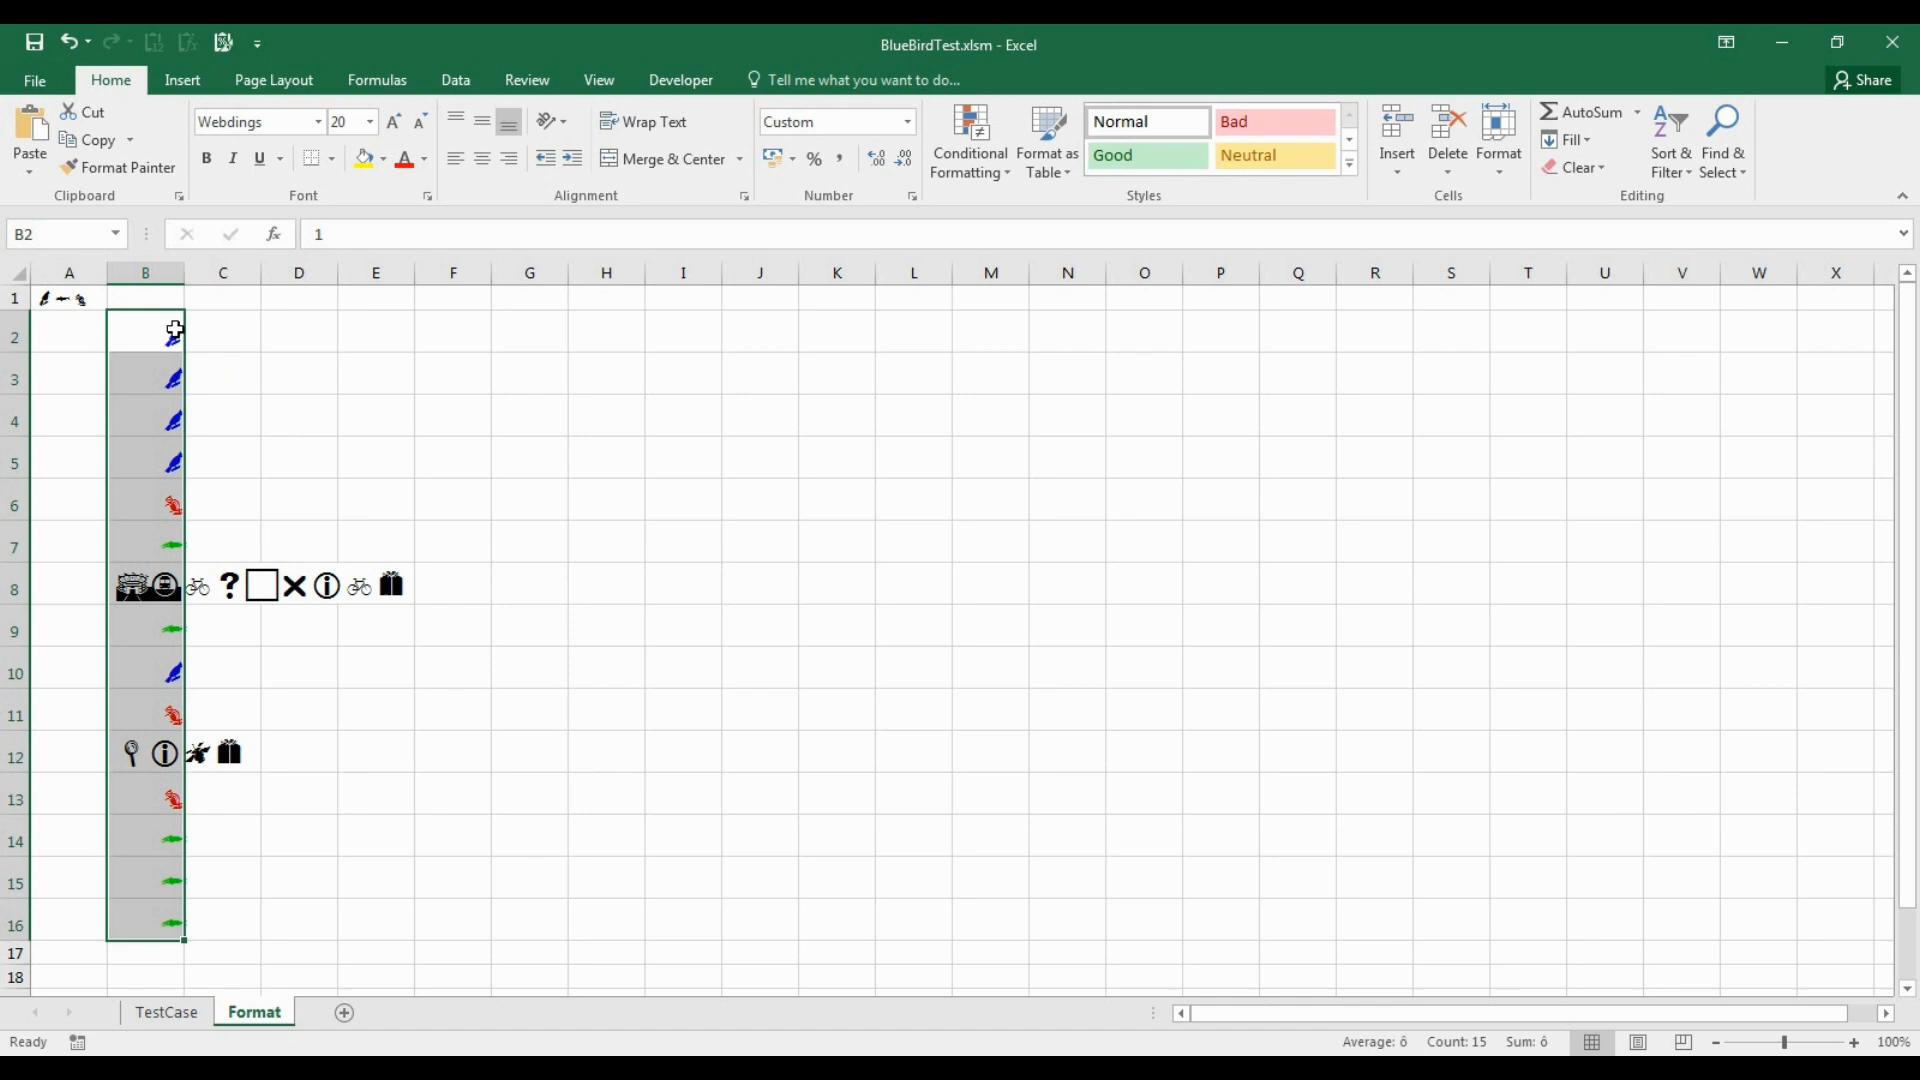 BlueBirdTest.xlsm - Excel
File Home Insert Page Layout Formulas Data Review View Developer Tell me what you want to do... Share
Paste Cut Copy Format Painter Clipboard
Webdings 20 B I U A Font
Wrap Text Merge & Center Alignment
Custom % Number
Conditional Formatting Format as Table Normal Bad Good Neutral Styles
Insert Delete Format Cells
AutoSum Fill Clear Sort & Filter Find & Select Editing
B2 fx 1
A B C D E F G H I J K L M N O P Q R S T U V W X
1
2
3
4
5
6
7
8
9
10
11
12
13
14
15
16
17
18
TestCase Format
Ready Average: ô Count: 15 Sum: ô 100%